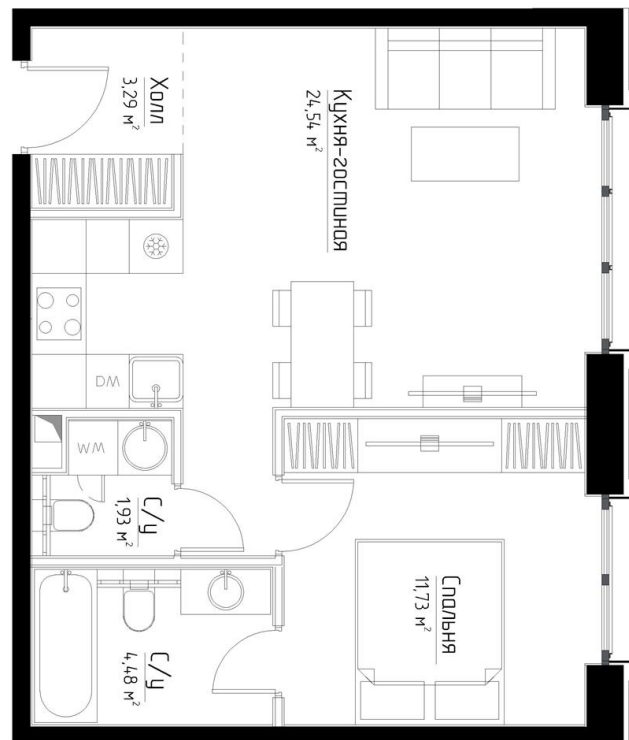 Холл
3,29 м²
Кухня-гостиная
24,54 м²
DW
WM
С/у
1,93 м²
С/у
4,48 м²
Спальня
11,73 м²